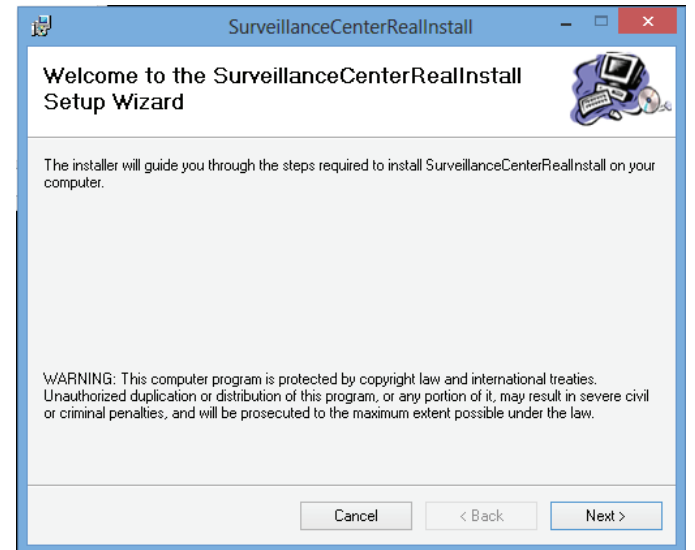 SurveillanceCenterRealInstall
Welcome to the SurveillanceCenterRealInstall
Setup Wizard
The installer will guide you through the steps required to install SurveillanceCenterRealInstall on your
computer.
WARNING: This computer program is protected by copyright law and international treaties.
Unauthorized duplication or distribution of this program, or any portion of it, may result in severe civil
or criminal penalties, and will be prosecuted to the maximum extent possible under the law.
Cancel < Back Next >